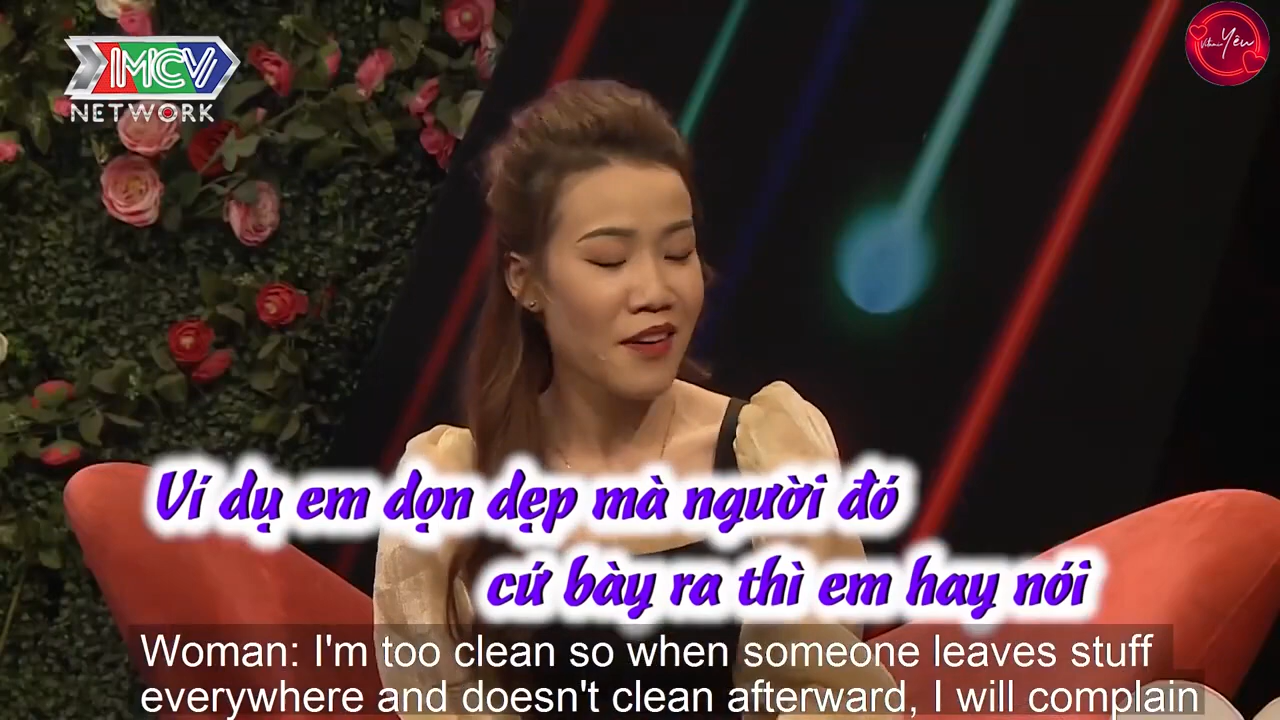 MCV
NETWORK
Yêu
Ví dụ em dọn dẹp mà người đó
cứ bày ra thì em hay nói
Woman: I'm too clean so when someone leaves stuff
everywhere and doesn't clean afterward, I will complain